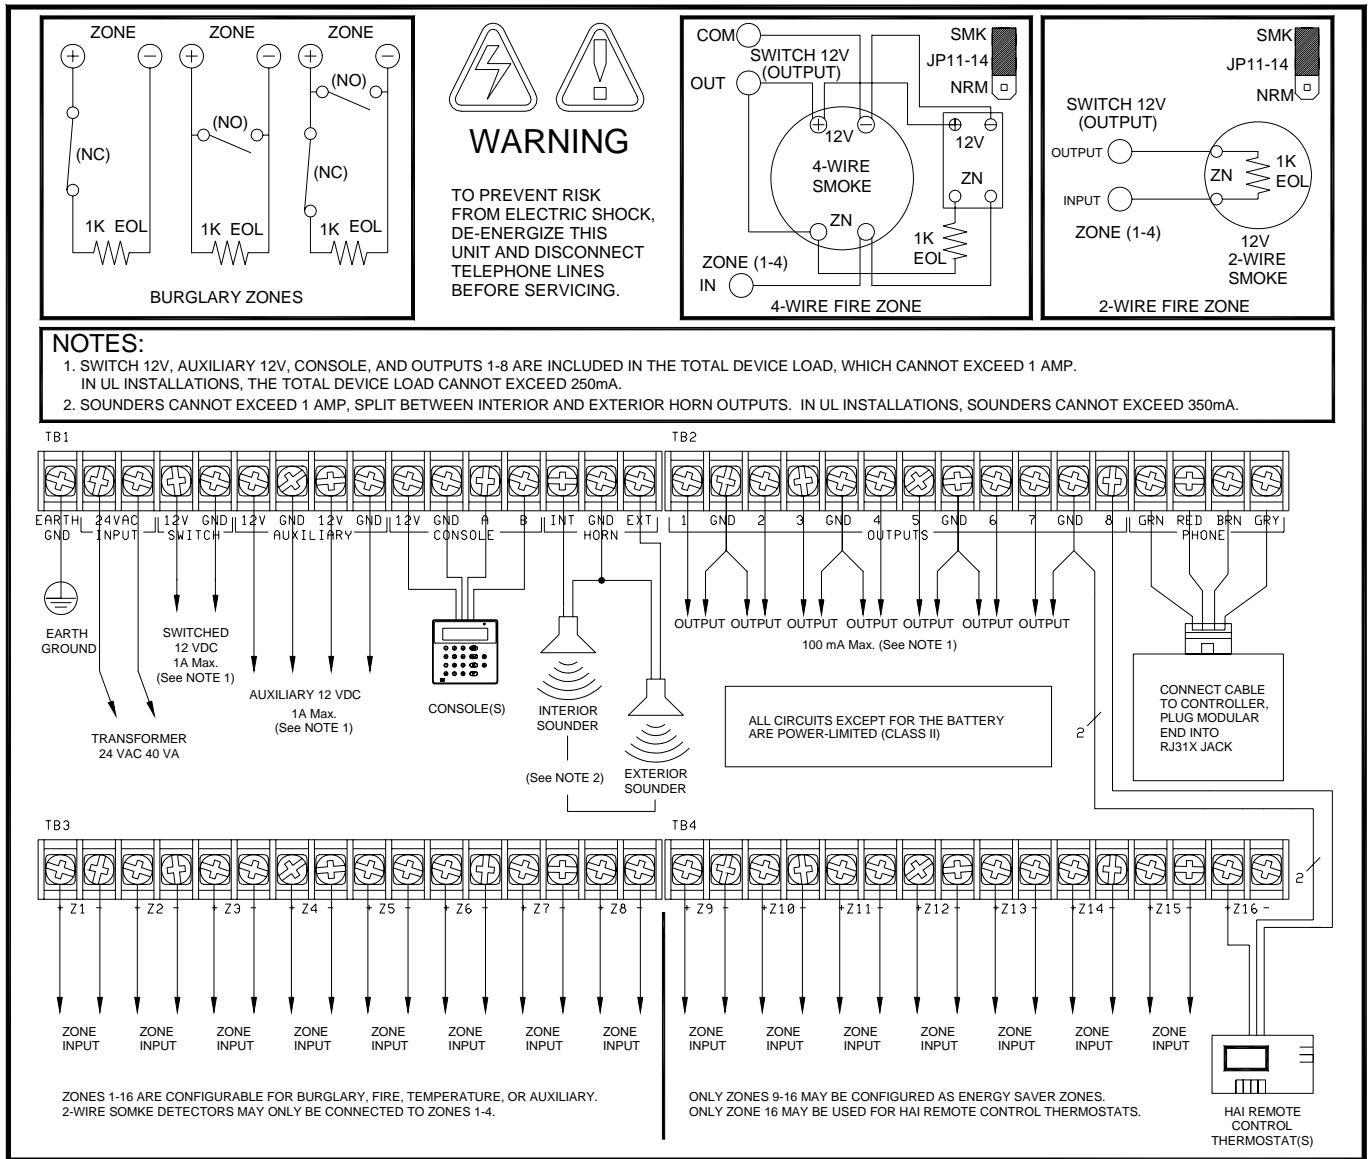 ZONE ZONE ZONE
+ - + - + -
(NO)
(NO)
(NC)
(NC)
1K EOL 1K EOL 1K EOL
BURGLARY ZONES
WARNING
TO PREVENT RISK
FROM ELECTRIC SHOCK,
DE-ENERGIZE THIS
UNIT AND DISCONNECT
TELEPHONE LINES
BEFORE SERVICING.
COM
SWITCH 12V
(OUTPUT)
OUT
SMK
JP11-14
NRM
+ - + -
12V
12V
4-WIRE
SMOKE
ZN
ZN
1K
EOL
ZONE (1-4)
IN
4-WIRE FIRE ZONE
SMK
JP11-14
NRM
SWITCH 12V
(OUTPUT)
OUTPUT
ZN
1K
EOL
INPUT
ZONE (1-4)
12V
2-WIRE
SMOKE
2-WIRE FIRE ZONE
NOTES:
1. SWITCH 12V, AUXILIARY 12V, CONSOLE, AND OUTPUTS 1-8 ARE INCLUDED IN THE TOTAL DEVICE LOAD, WHICH CANNOT EXCEED 1 AMP.
IN UL INSTALLATIONS, THE TOTAL DEVICE LOAD CANNOT EXCEED 250mA.
2. SOUNDERS CANNOT EXCEED 1 AMP, SPLIT BETWEEN INTERIOR AND EXTERIOR HORN OUTPUTS. IN UL INSTALLATIONS, SOUNDERS CANNOT EXCEED 350mA.
TB1
EARTH 24VAC 12V GND 12V GND 12V GND 12V GND A B INT GND EXT
GND INPUT SWITCH AUXILIARY CONSOLE HORN
TB2
1 GND 2 3 GND 4 5 GND 6 7 GND 8 GRN RED BRN GRY
OUTPUTS PHONE
EARTH
GROUND
SWITCHED
12 VDC
1A Max.
(See NOTE 1)
AUXILIARY 12 VDC
1A Max.
(See NOTE 1)
TRANSFORMER
24 VAC 40 VA
CONSOLE(S)
INTERIOR
SOUNDER
(See NOTE 2)
EXTERIOR
SOUNDER
OUTPUT OUTPUT OUTPUT OUTPUT OUTPUT OUTPUT OUTPUT
100 mA Max. (See NOTE 1)
ALL CIRCUITS EXCEPT FOR THE BATTERY
ARE POWER-LIMITED (CLASS II)
2
CONNECT CABLE
TO CONTROLLER,
PLUG MODULAR
END INTO
RJ31X JACK
TB3
+ Z1 - + Z2 - + Z3 - + Z4 - + Z5 - + Z6 - + Z7 - + Z8 -
TB4
2
+ Z9 - +Z10 - +Z11 - +Z12 - +Z13 - +Z14 - +Z15 - +Z16 -
ZONE ZONE ZONE ZONE ZONE ZONE ZONE ZONE
INPUT INPUT INPUT INPUT INPUT INPUT INPUT INPUT
ZONE ZONE ZONE ZONE ZONE ZONE ZONE
INPUT INPUT INPUT INPUT INPUT INPUT INPUT
ZONES 1-16 ARE CONFIGURABLE FOR BURGLARY, FIRE, TEMPERATURE, OR AUXILIARY.
2-WIRE SOMKE DETECTORS MAY ONLY BE CONNECTED TO ZONES 1-4.
ONLY ZONES 9-16 MAY BE CONFIGURED AS ENERGY SAVER ZONES.
ONLY ZONE 16 MAY BE USED FOR HAI REMOTE CONTROL THERMOSTATS.
HAI REMOTE
CONTROL
THERMOSTAT(S)